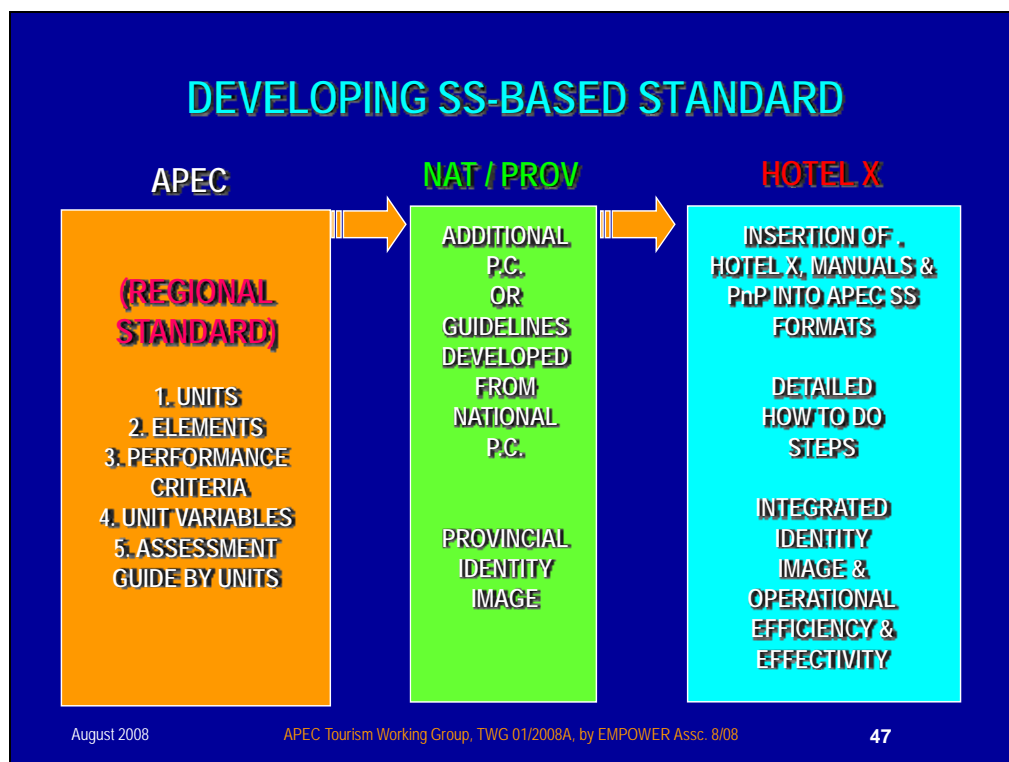 DEVELOPING SS-BASED STANDARD
APEC
(REGIONAL
STANDARD)
1. UNITS
2. ELEMENTS
3. PERFORMANCE
CRITERIA
4. UNIT VARIABLES
5. ASSESSMENT
GUIDE BY UNITS
NAT / PROV
ADDITIONAL
P.C.
OR
GUIDELINES
DEVELOPED
FROM
NATIONAL
P.C.
PROVINCIAL
IDENTITY
IMAGE
HOTEL X
INSERTION OF .
HOTEL X, MANUALS &
PnP INTO APEC SS
FORMATS
DETAILED
HOW TO DO
STEPS
INTEGRATED
IDENTITY
IMAGE &
OPERATIONAL
EFFICIENCY &
EFFECTIVITY
August 2008
APEC Tourism Working Group, TWG 01/2008A, by EMPOWER Assc. 8/08
47